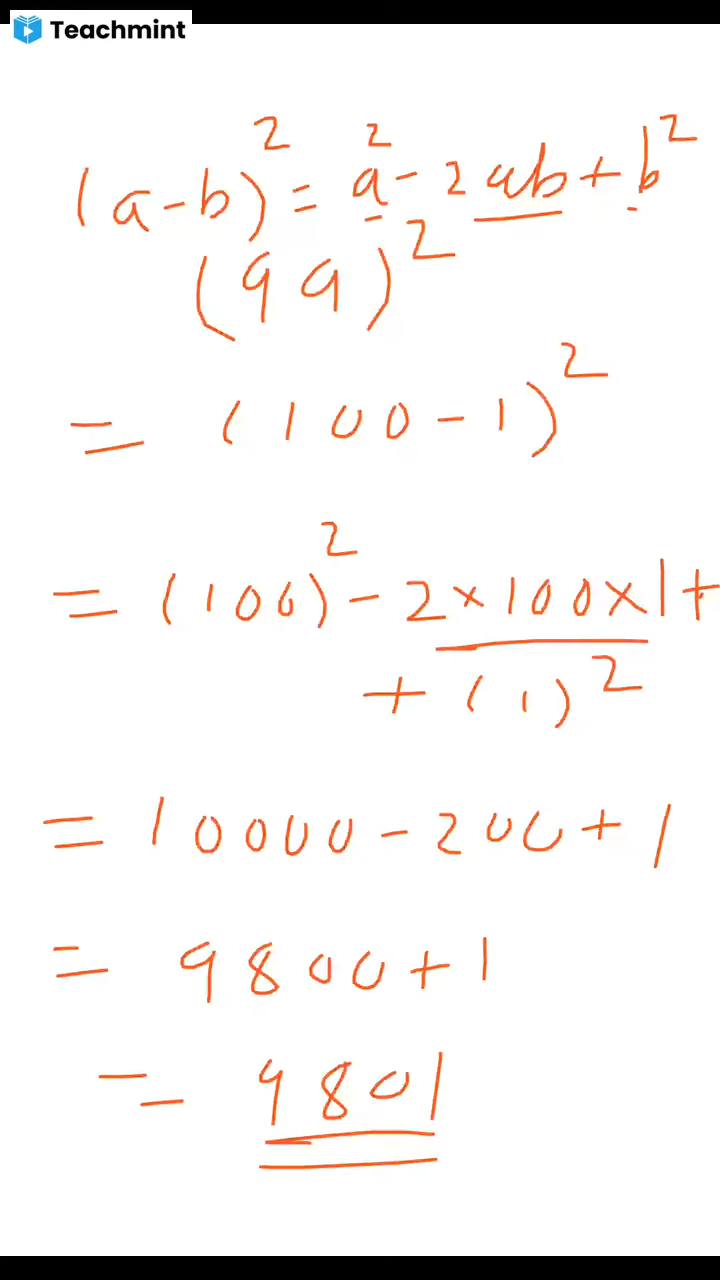 Teachmint
(a-b)² = a² - 2ab + b²
(99)²
= (100-1)²
= (100)² - 2×100×1+
+ (1)²
= 10000 - 200 + 1
= 9800 + 1
= 9801